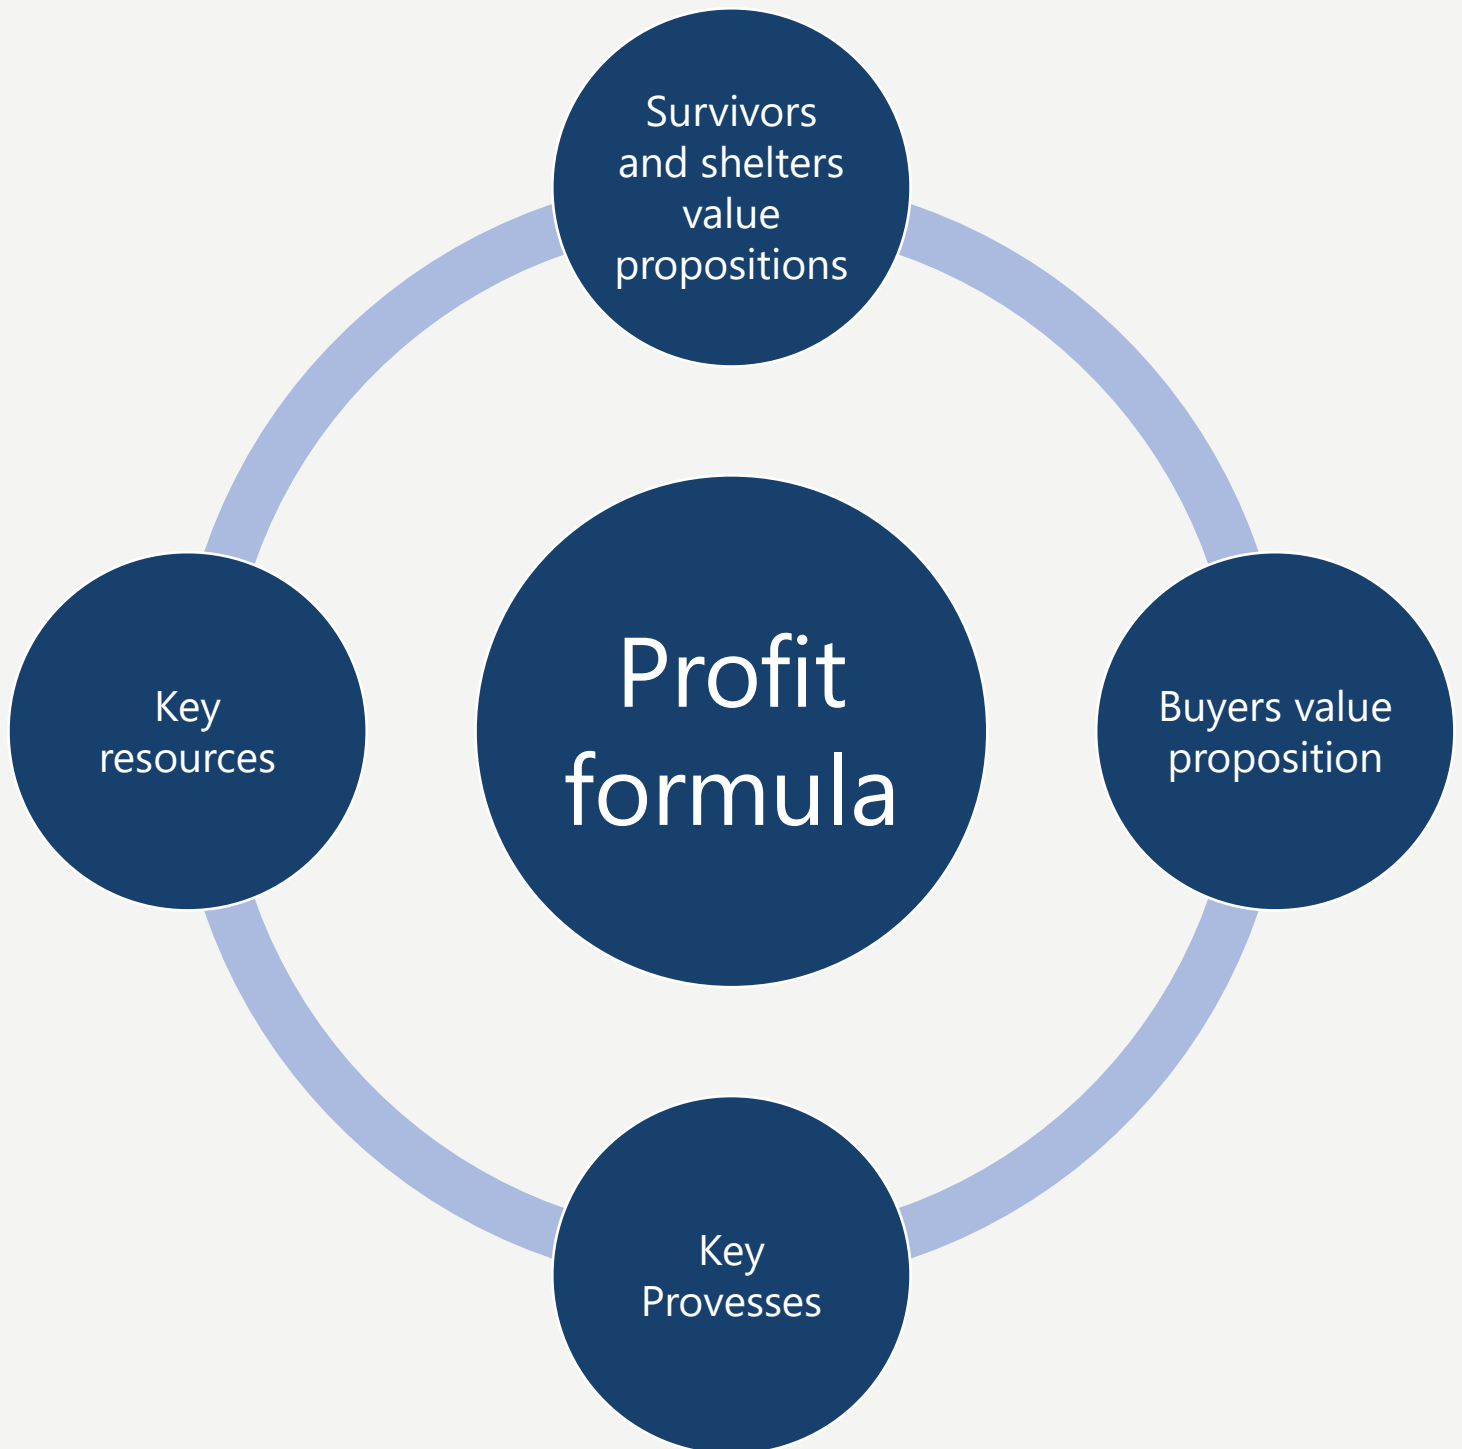 Survivors
and shelters
value
propositions
Key
resources
Profit
formula
Buyers value
proposition
Key
Provesses